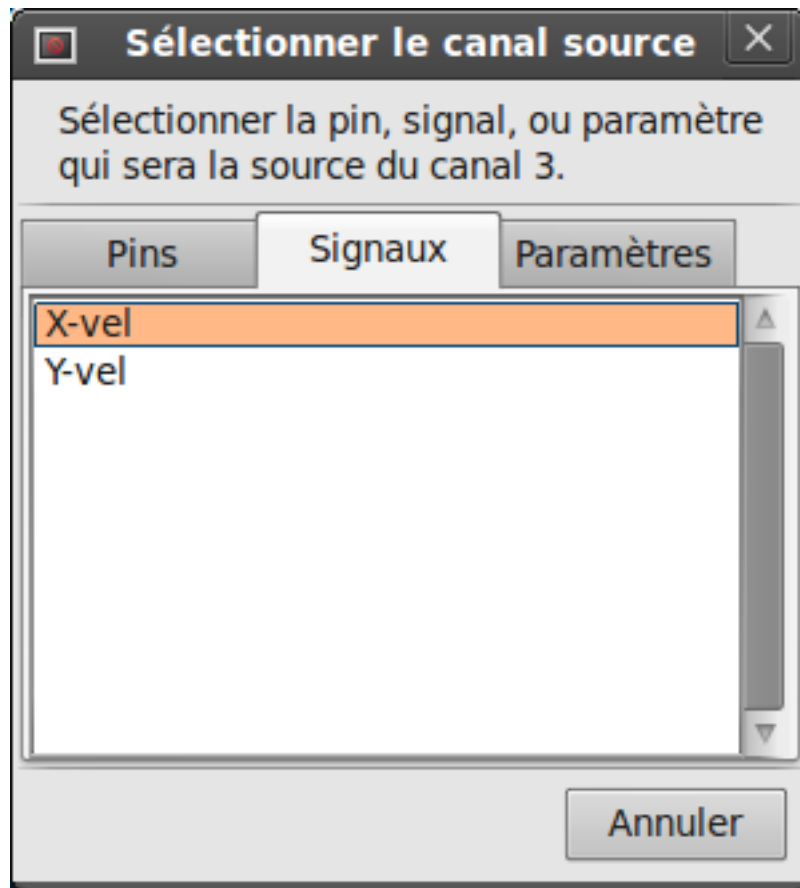 Sélectionner le canal source
Sélectionner la pin, signal, ou paramètre
qui sera la source du canal 3.
Pins Signaux Paramètres
X-vel
Y-vel
Annuler